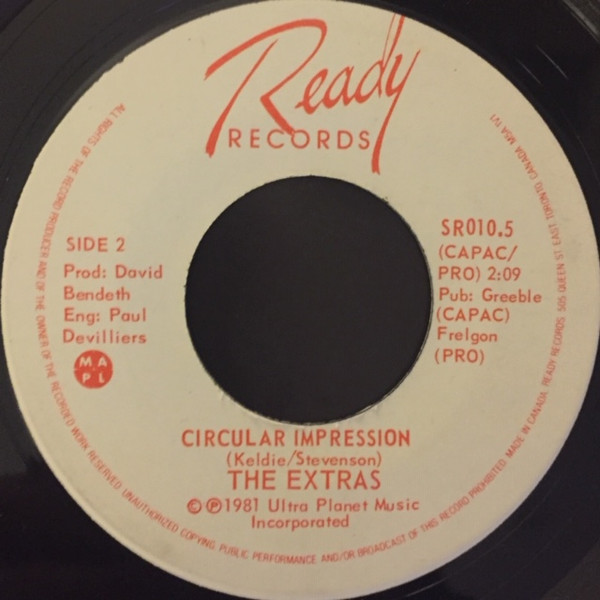 Ready
RECORDS
SIDE 2
Prod: David
Bendeth
Eng: Paul
Devilliers
M A
P L
SR010.5
(CAPAC/
PRO) 2:09
Pub: Greeble
(CAPAC)
Frelgon
(PRO)
CIRCULAR IMPRESSION
(Keldie/Stevenson)
THE EXTRAS
©℗1981 Ultra Planet Music
Incorporated
ALL RIGHTS OF THE RECORD PRODUCER AND OF THE OWNER OF THE RECORDED WORK RESERVED. UNAUTHORIZED COPYING, PUBLIC PERFORMANCE AND/OR BROADCAST OF THIS RECORD PROHIBITED. MADE IN CANADA. READY RECORDS. 505 QUEEN ST. EAST TORONTO CANADA M5A 1V1